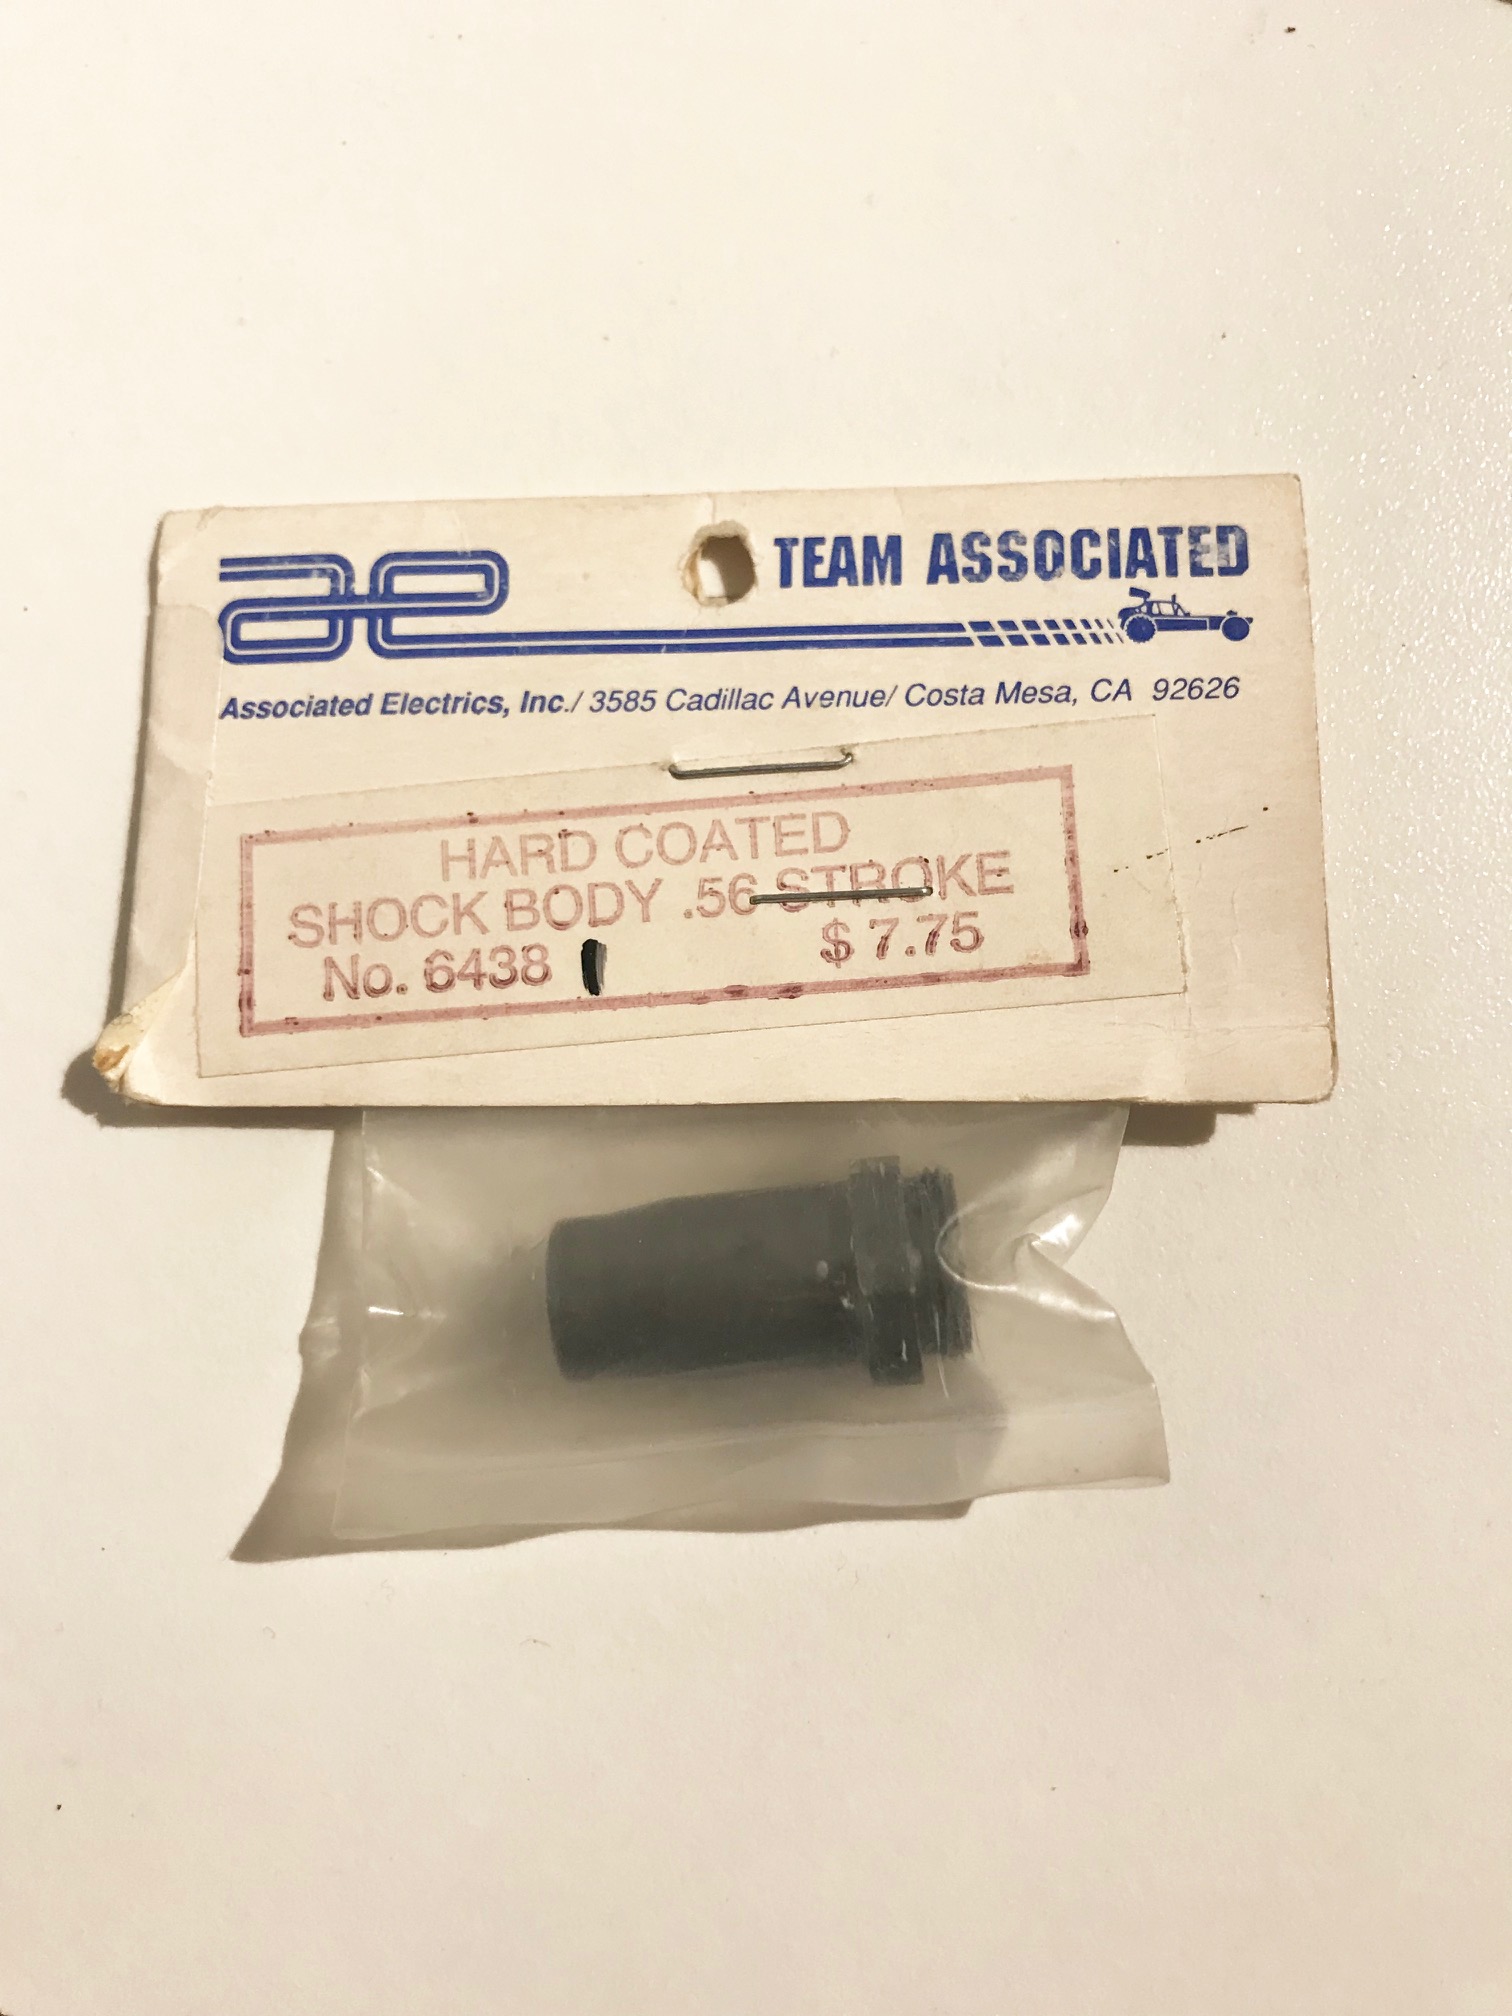 ae
TEAM ASSOCIATED
Associated Electrics, Inc./ 3585 Cadillac Avenue/ Costa Mesa, CA 92626
HARD COATED
SHOCK BODY .56 STROKE
No. 6438 $ 7.75